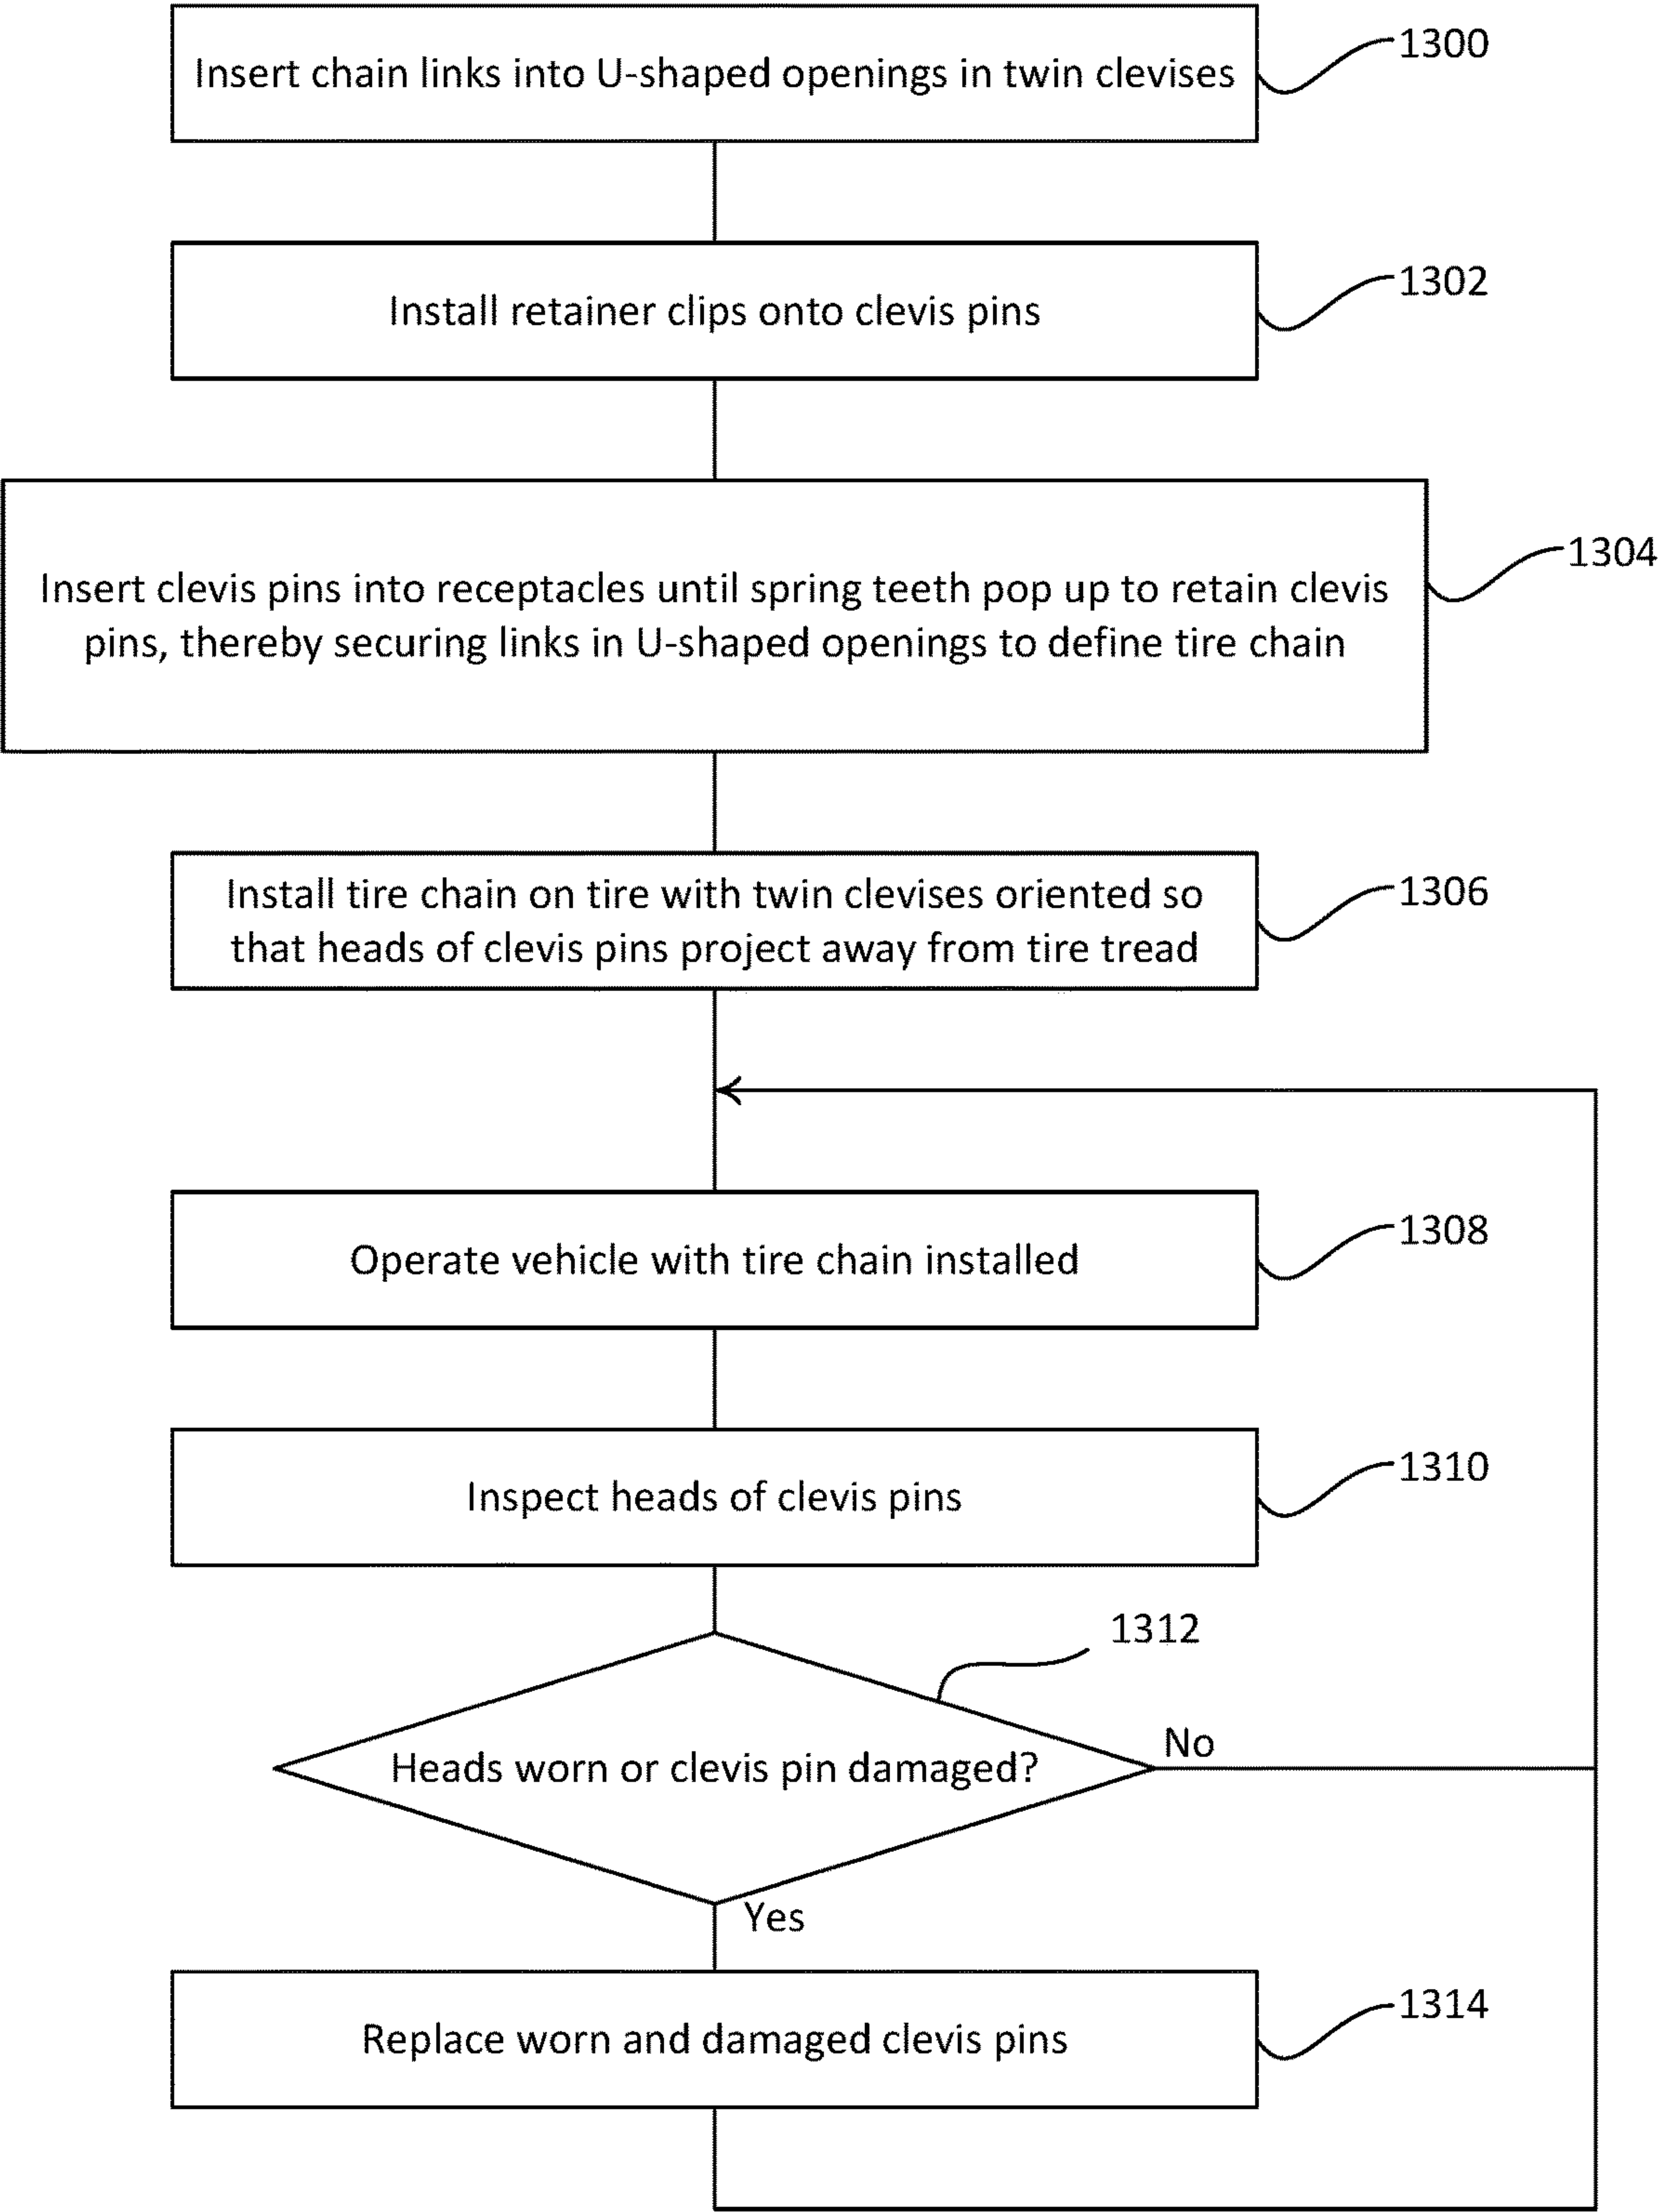 Insert chain links into U-shaped openings in twin clevises
1300
Install retainer clips onto clevis pins
1302
Insert clevis pins into receptacles until spring teeth pop up to retain clevis
pins, thereby securing links in U-shaped openings to define tire chain
1304
Install tire chain on tire with twin clevises oriented so
that heads of clevis pins project away from tire tread
1306
Operate vehicle with tire chain installed
1308
Inspect heads of clevis pins
1310
1312
Heads worn or clevis pin damaged?
No
Yes
Replace worn and damaged clevis pins
1314